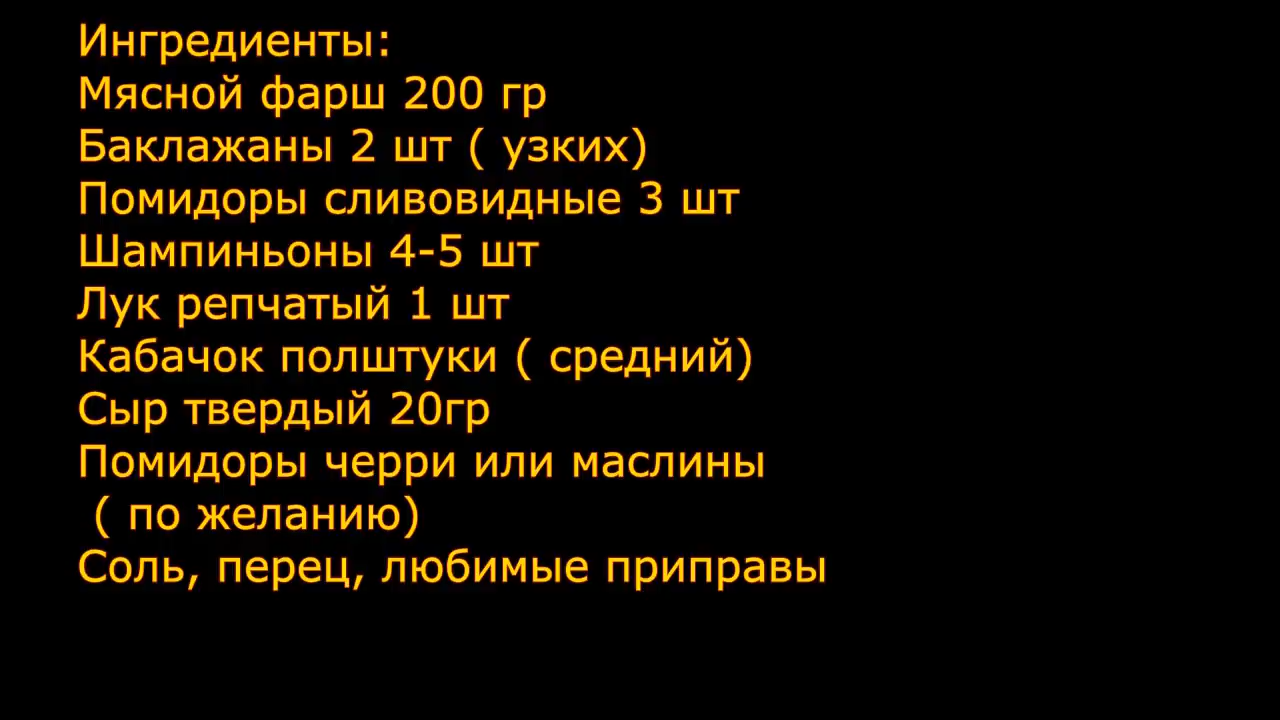 Ингредиенты:
Мясной фарш 200 гр
Баклажаны 2 шт ( узких)
Помидоры сливовидные 3 шт
Шампиньоны 4-5 шт
Лук репчатый 1 шт
Кабачок полштуки ( средний)
Сыр твердый 20гр
Помидоры черри или маслины
( по желанию)
Соль, перец, любимые приправы